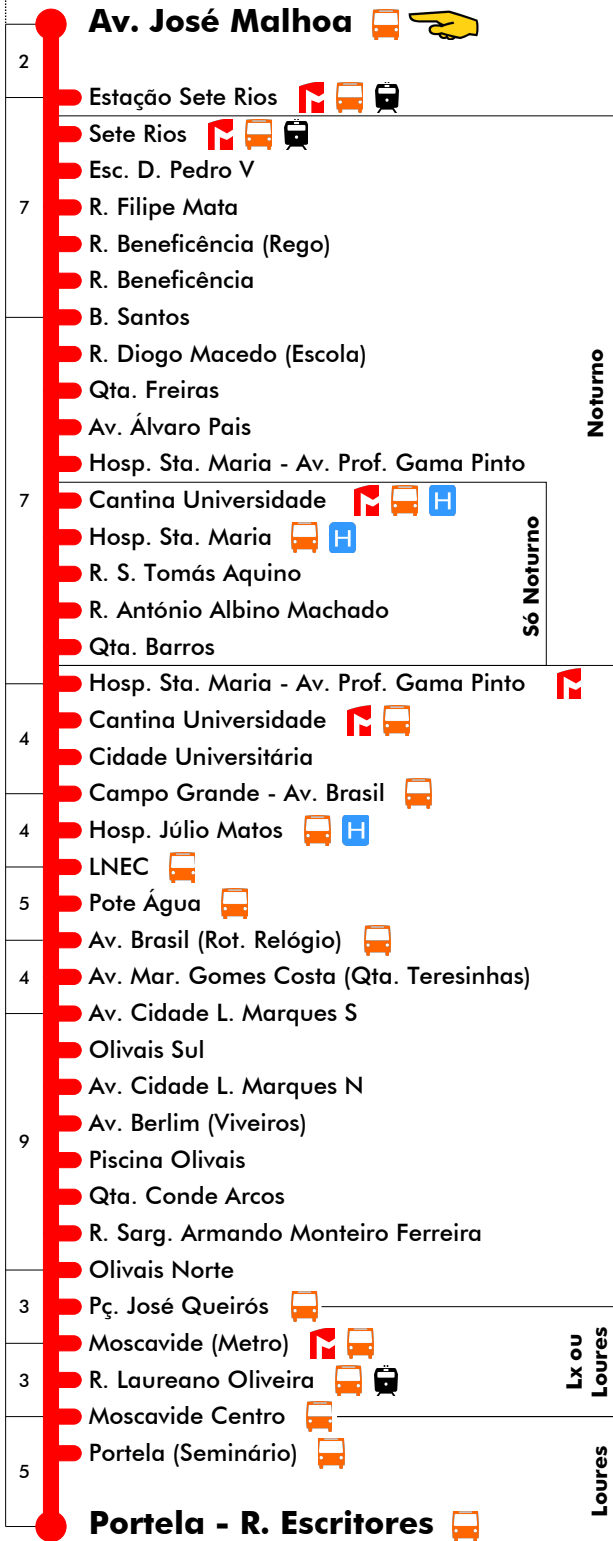 Av. José Malhoa
2
Estação Sete Rios
Sete Rios
Esc. D. Pedro V
7
R. Filipe Mata
R. Beneficência (Rego)
R. Beneficência
B. Santos
R. Diogo Macedo (Escola)
Qta. Freiras
Noturno
Av. Álvaro Pais
Hosp. Sta. Maria - Av. Prof. Gama Pinto
7
Cantina Universidade H
Hosp. Sta. Maria H
R. S. Tomás Aquino
Só Noturno
R. António Albino Machado
Qta. Barros
Hosp. Sta. Maria - Av. Prof. Gama Pinto
Cantina Universidade
4
Cidade Universitária
Campo Grande - Av. Brasil
4
Hosp. Júlio Matos H
LNEC
5
Pote Água
Av. Brasil (Rot. Relógio)
4
Av. Mar. Gomes Costa (Qta. Teresinhas)
Av. Cidade L. Marques S
Olivais Sul
Av. Cidade L. Marques N
Av. Berlim (Viveiros)
9
Piscina Olivais
Qta. Conde Arcos
R. Sarg. Armando Monteiro Ferreira
Olivais Norte
3
Pç. José Queirós
Moscavide (Metro)
Lx ou
Loures
3
R. Laureano Oliveira
Moscavide Centro
Portela (Seminário)
5
Loures
Portela - R. Escritores